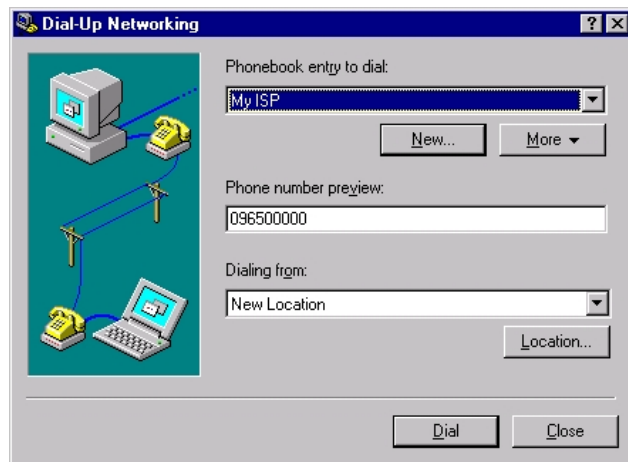 Dial-Up Networking
Phonebook entry to dial:
My ISP
New... More
Phone number preview:
096500000
Dialing from:
New Location
Location...
Dial Close